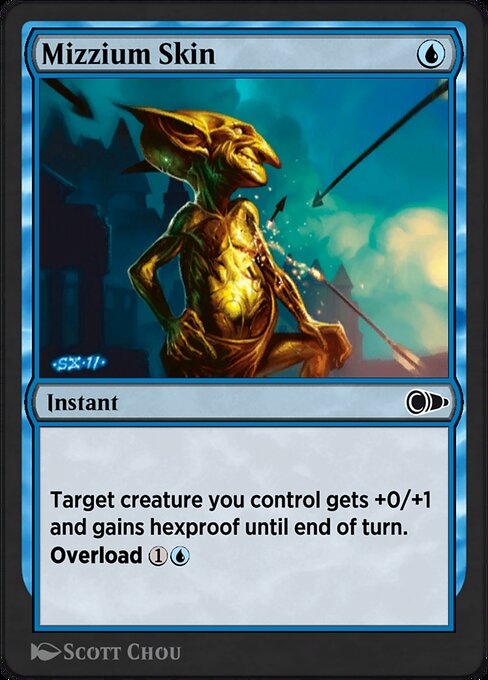 Mizzium Skin
·SX·11·
Instant
Target creature you control gets +0/+1
and gains hexproof until end of turn.
Overload 1
Scott Chou